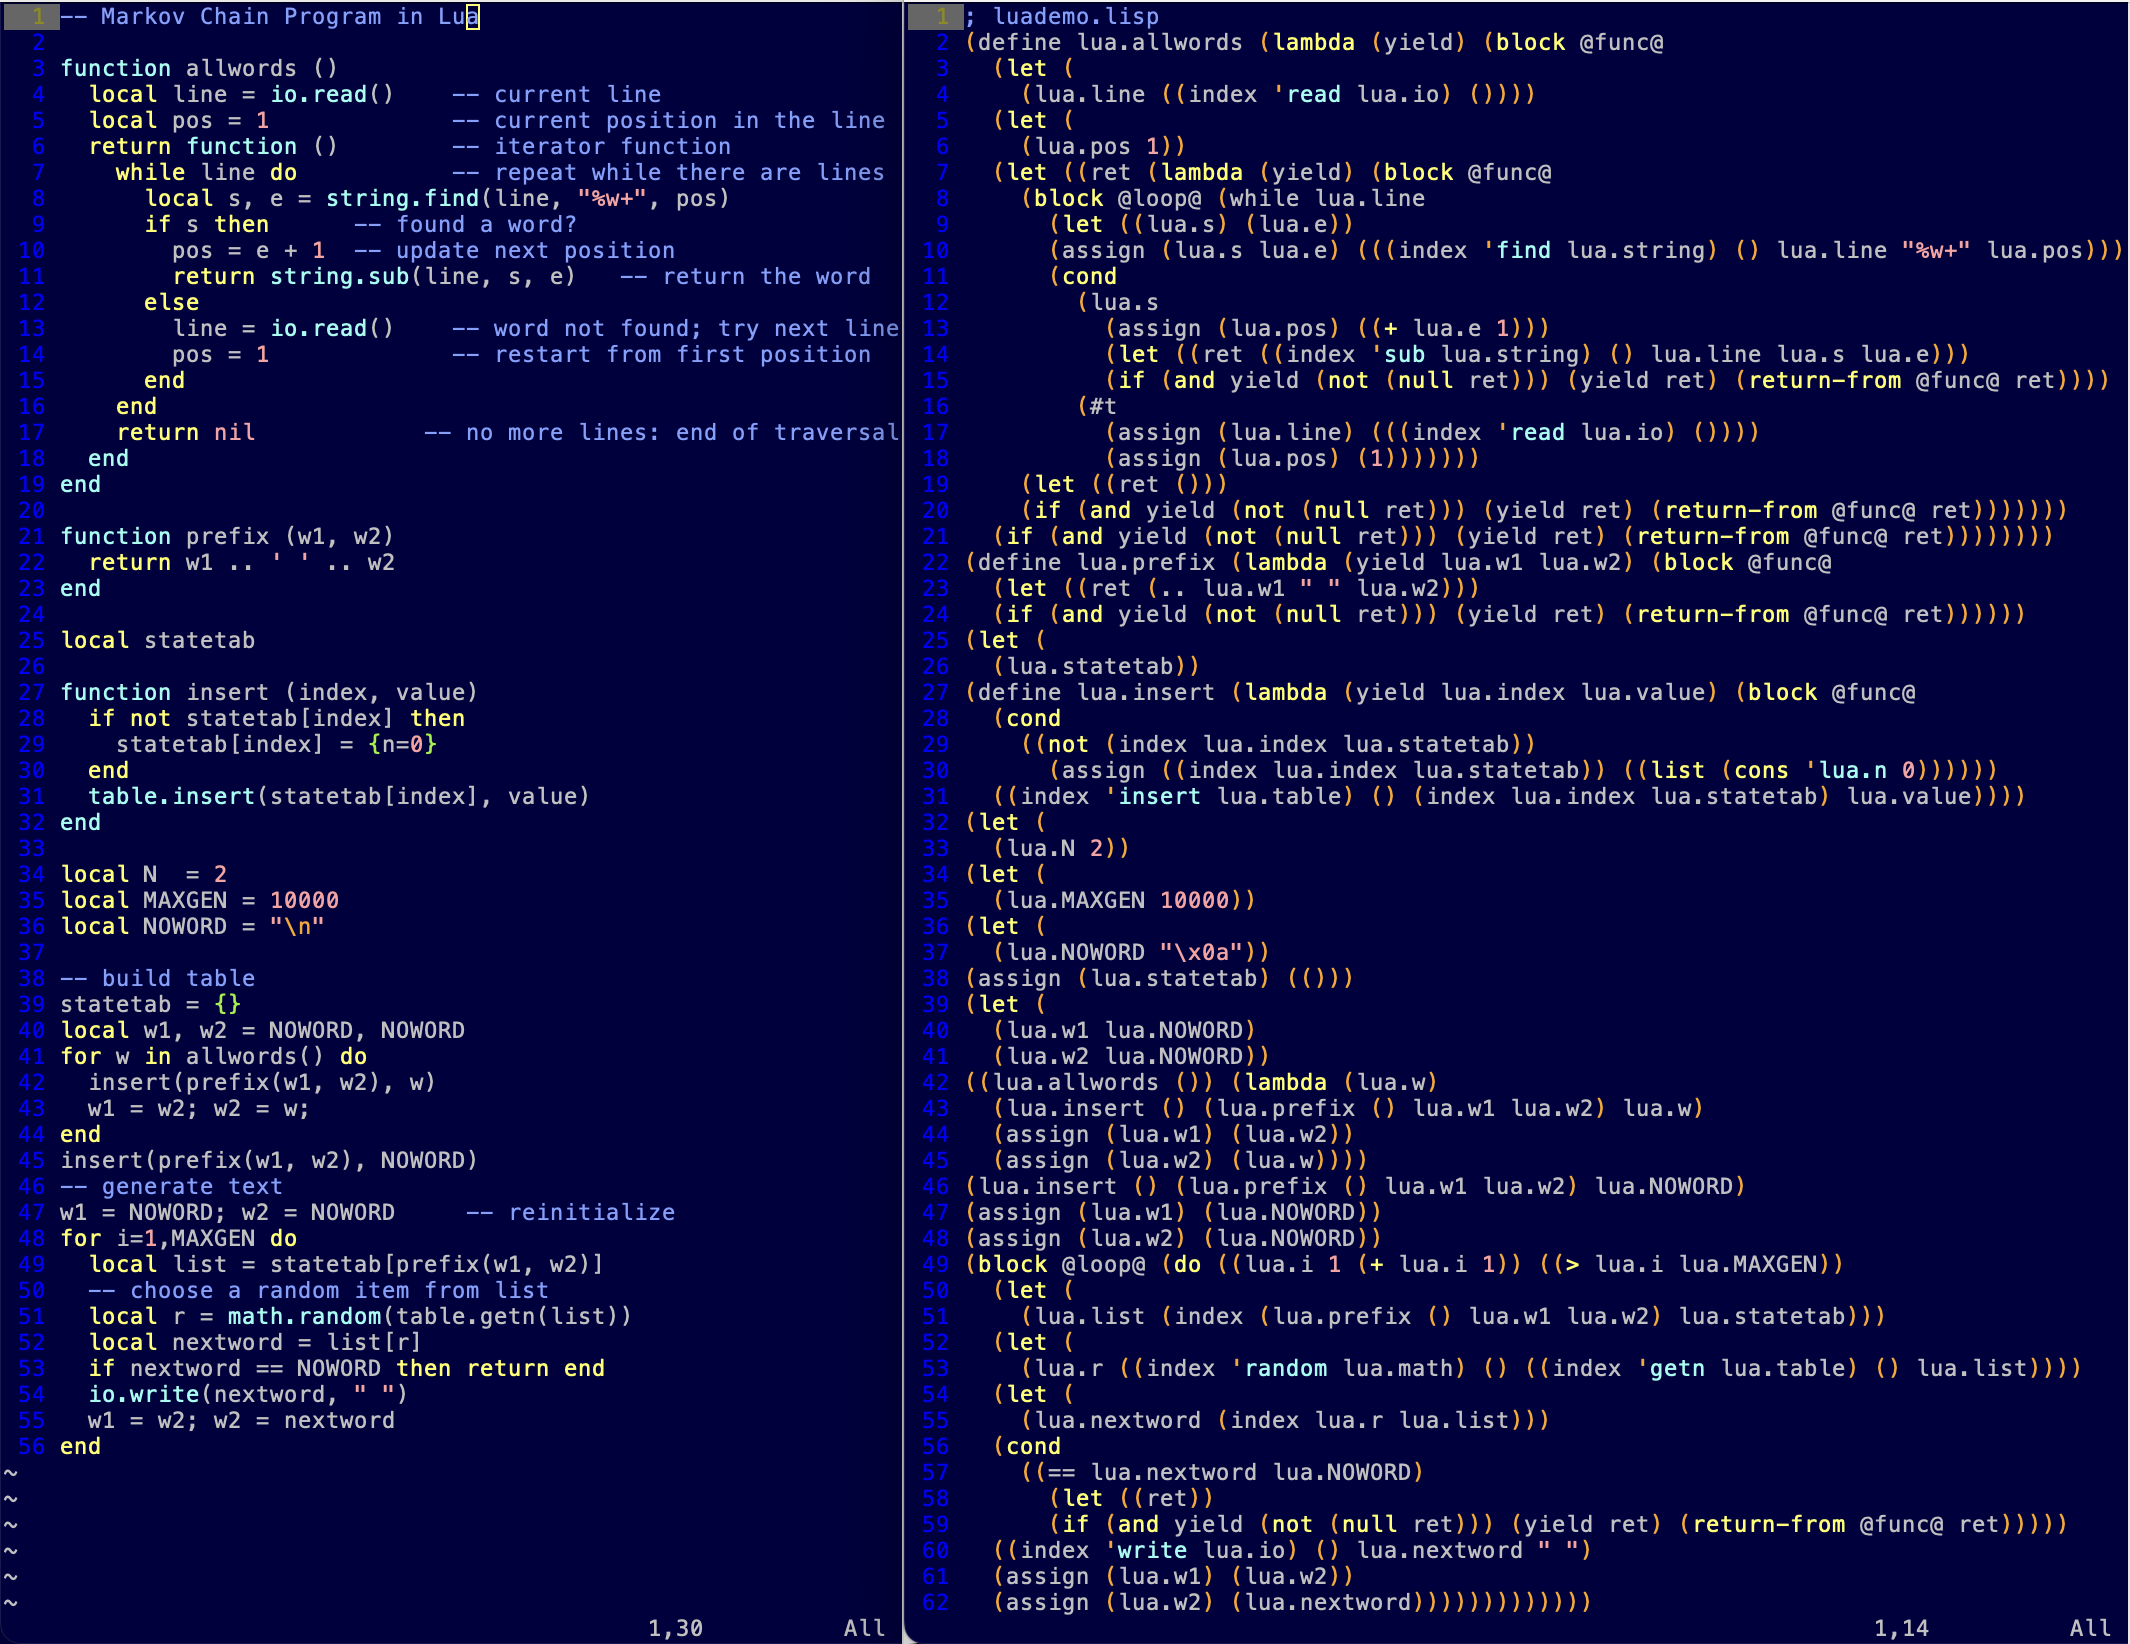 1 -- Markov Chain Program in Lua
2
3 function allwords ()
4   local line = io.read()    -- current line
5   local pos = 1             -- current position in the line
6   return function ()        -- iterator function
7     while line do           -- repeat while there are lines
8       local s, e = string.find(line, "%w+", pos)
9       if s then      -- found a word?
10         pos = e + 1  -- update next position
11         return string.sub(line, s, e)   -- return the word
12       else
13         line = io.read()    -- word not found; try next line
14         pos = 1             -- restart from first position
15       end
16     end
17     return nil            -- no more lines: end of traversal
18   end
19 end
20
21 function prefix (w1, w2)
22   return w1 .. ' ' .. w2
23 end
24
25 local statetab
26
27 function insert (index, value)
28   if not statetab[index] then
29     statetab[index] = {n=0}
30   end
31   table.insert(statetab[index], value)
32 end
33
34 local N  = 2
35 local MAXGEN = 10000
36 local NOWORD = "\n"
37
38 -- build table
39 statetab = {}
40 local w1, w2 = NOWORD, NOWORD
41 for w in allwords() do
42   insert(prefix(w1, w2), w)
43   w1 = w2; w2 = w;
44 end
45 insert(prefix(w1, w2), NOWORD)
46 -- generate text
47 w1 = NOWORD; w2 = NOWORD     -- reinitialize
48 for i=1,MAXGEN do
49   local list = statetab[prefix(w1, w2)]
50   -- choose a random item from list
51   local r = math.random(table.getn(list))
52   local nextword = list[r]
53   if nextword == NOWORD then return end
54   io.write(nextword, " ")
55   w1 = w2; w2 = nextword
56 end
~
~
~
~
~
~
1,30          All
1 ; luademo.lisp
2 (define lua.allwords (lambda (yield) (block @func@
3   (let (
4     (lua.line ((index 'read lua.io) ())))
5   (let (
6     (lua.pos 1))
7   (let ((ret (lambda (yield) (block @func@
8     (block @loop@ (while lua.line
9       (let ((lua.s) (lua.e))
10       (assign (lua.s lua.e) (((index 'find lua.string) () lua.line "%w+" lua.pos)))
11       (cond
12         (lua.s
13           (assign (lua.pos) ((+ lua.e 1)))
14           (let ((ret ((index 'sub lua.string) () lua.line lua.s lua.e)))
15           (if (and yield (not (null ret))) (yield ret) (return-from @func@ ret))))
16         (#t
17           (assign (lua.line) (((index 'read lua.io) ())))
18           (assign (lua.pos) (1)))))))
19     (let ((ret ()))
20     (if (and yield (not (null ret))) (yield ret) (return-from @func@ ret)))))))
21   (if (and yield (not (null ret))) (yield ret) (return-from @func@ ret))))))))
22 (define lua.prefix (lambda (yield lua.w1 lua.w2) (block @func@
23   (let ((ret (.. lua.w1 " " lua.w2)))
24   (if (and yield (not (null ret))) (yield ret) (return-from @func@ ret))))))
25 (let (
26   (lua.statetab))
27 (define lua.insert (lambda (yield lua.index lua.value) (block @func@
28   (cond
29     ((not (index lua.index lua.statetab))
30       (assign ((index lua.index lua.statetab)) ((list (cons 'lua.n 0))))))
31   ((index 'insert lua.table) () (index lua.index lua.statetab) lua.value))))
32 (let (
33   (lua.N 2))
34 (let (
35   (lua.MAXGEN 10000))
36 (let (
37   (lua.NOWORD "\x0a"))
38 (assign (lua.statetab) (()))
39 (let (
40   (lua.w1 lua.NOWORD)
41   (lua.w2 lua.NOWORD))
42 ((lua.allwords ()) (lambda (lua.w)
43   (lua.insert () (lua.prefix () lua.w1 lua.w2) lua.w)
44   (assign (lua.w1) (lua.w2))
45   (assign (lua.w2) (lua.w))))
46 (lua.insert () (lua.prefix () lua.w1 lua.w2) lua.NOWORD)
47 (assign (lua.w1) (lua.NOWORD))
48 (assign (lua.w2) (lua.NOWORD))
49 (block @loop@ (do ((lua.i 1 (+ lua.i 1)) ((> lua.i lua.MAXGEN))
50   (let (
51     (lua.list (index (lua.prefix () lua.w1 lua.w2) lua.statetab)))
52   (let (
53     (lua.r ((index 'random lua.math) () ((index 'getn lua.table) () lua.list))))
54   (let (
55     (lua.nextword (index lua.r lua.list)))
56   (cond
57     ((== lua.nextword lua.NOWORD)
58       (let ((ret))
59       (if (and yield (not (null ret))) (yield ret) (return-from @func@ ret)))))
60   ((index 'write lua.io) () lua.nextword " ")
61   (assign (lua.w1) (lua.w2))
62   (assign (lua.w2) (lua.nextword)))))))))))))
1,14          All